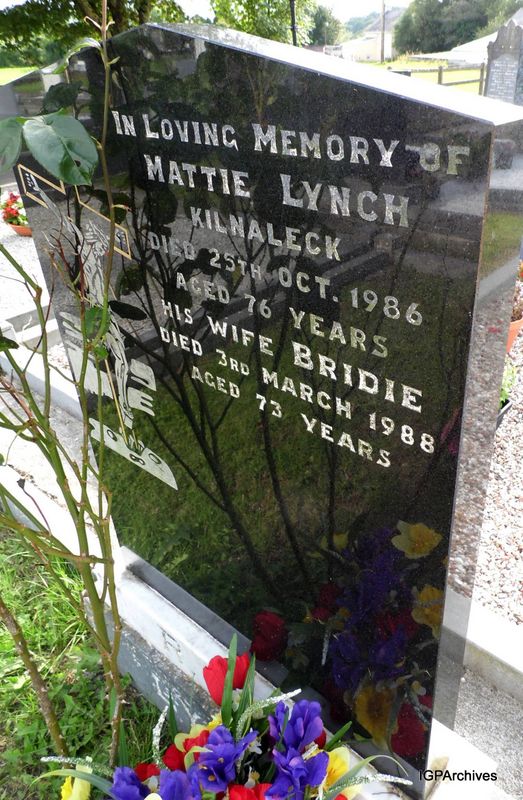 IN LOVING MEMORY OF
MATTIE LYNCH
KILNALECK
DIED 25TH OCT. 1986
AGED 76 YEARS
HIS WIFE BRIDIE
DIED 3RD MARCH 1988
AGED 73 YEARS
IGPArchives